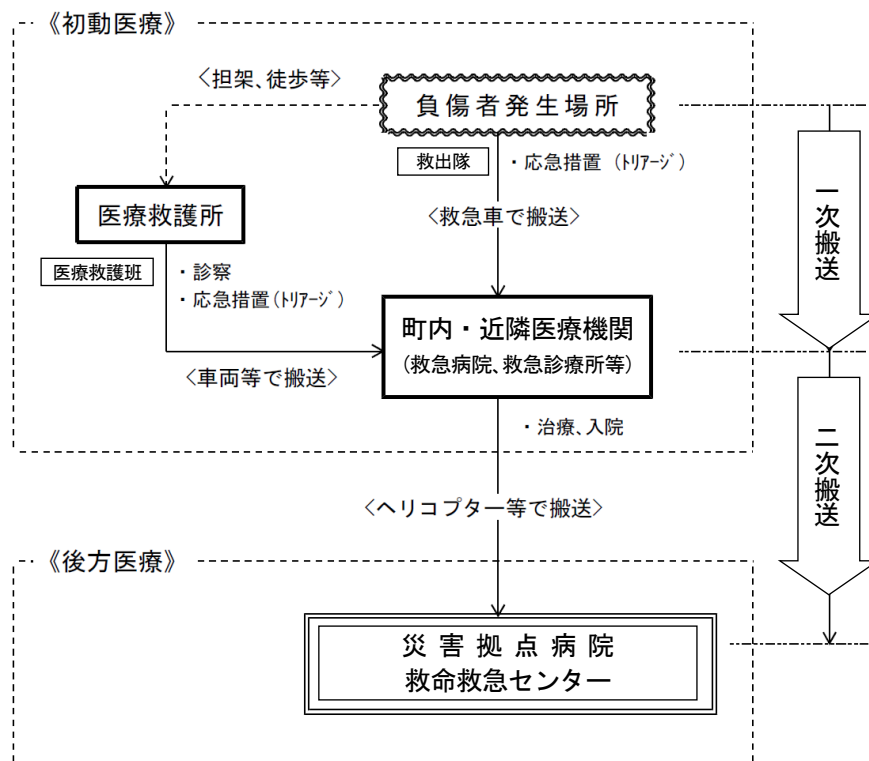 《初動医療》
<担架、徒歩等>
負傷者発生場所
救出隊
・応急措置（ﾄﾘｱｰｼﾞ）
医療救護所
<救急車で搬送>
一次搬送
医療救護班
・診察
・応急措置（ﾄﾘｱｰｼﾞ）
町内・近隣医療機関
（救急病院、救急診療所等）
<車両等で搬送>
・治療、入院
二次搬送
<ヘリコプター等で搬送>
《後方医療》
災害拠点病院
救命救急センター